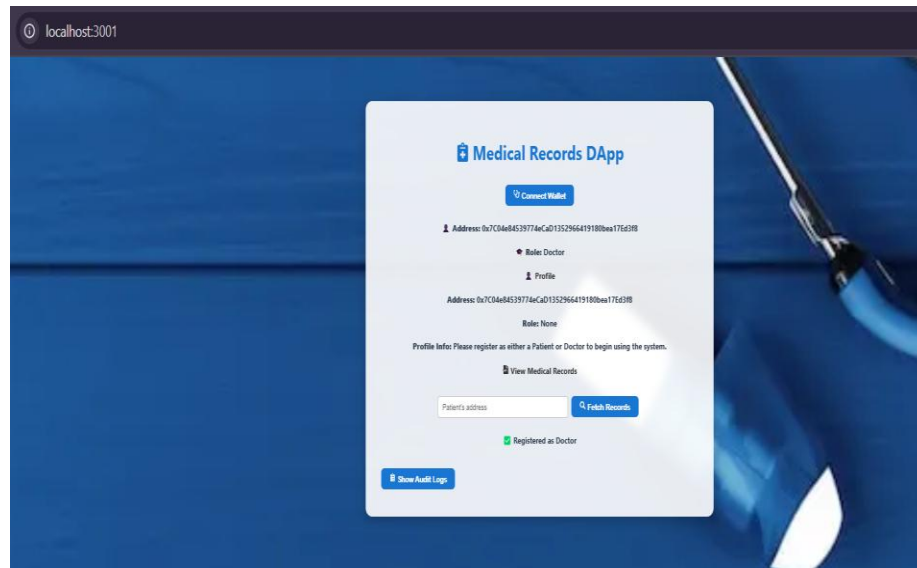 localhost:3001
Medical Records DApp
Connect Wallet
Address: 0x7C04e84539774eCaD1352966419180bea17Ed3f8
Role: Doctor
Profile
Address: 0x7C04e84539774eCaD1352966419180bea17Ed3f8
Role: None
Profile Info: Please register as either a Patient or Doctor to begin using the system.
View Medical Records
Patient's address
Fetch Records
Registered as Doctor
Show Audit Logs